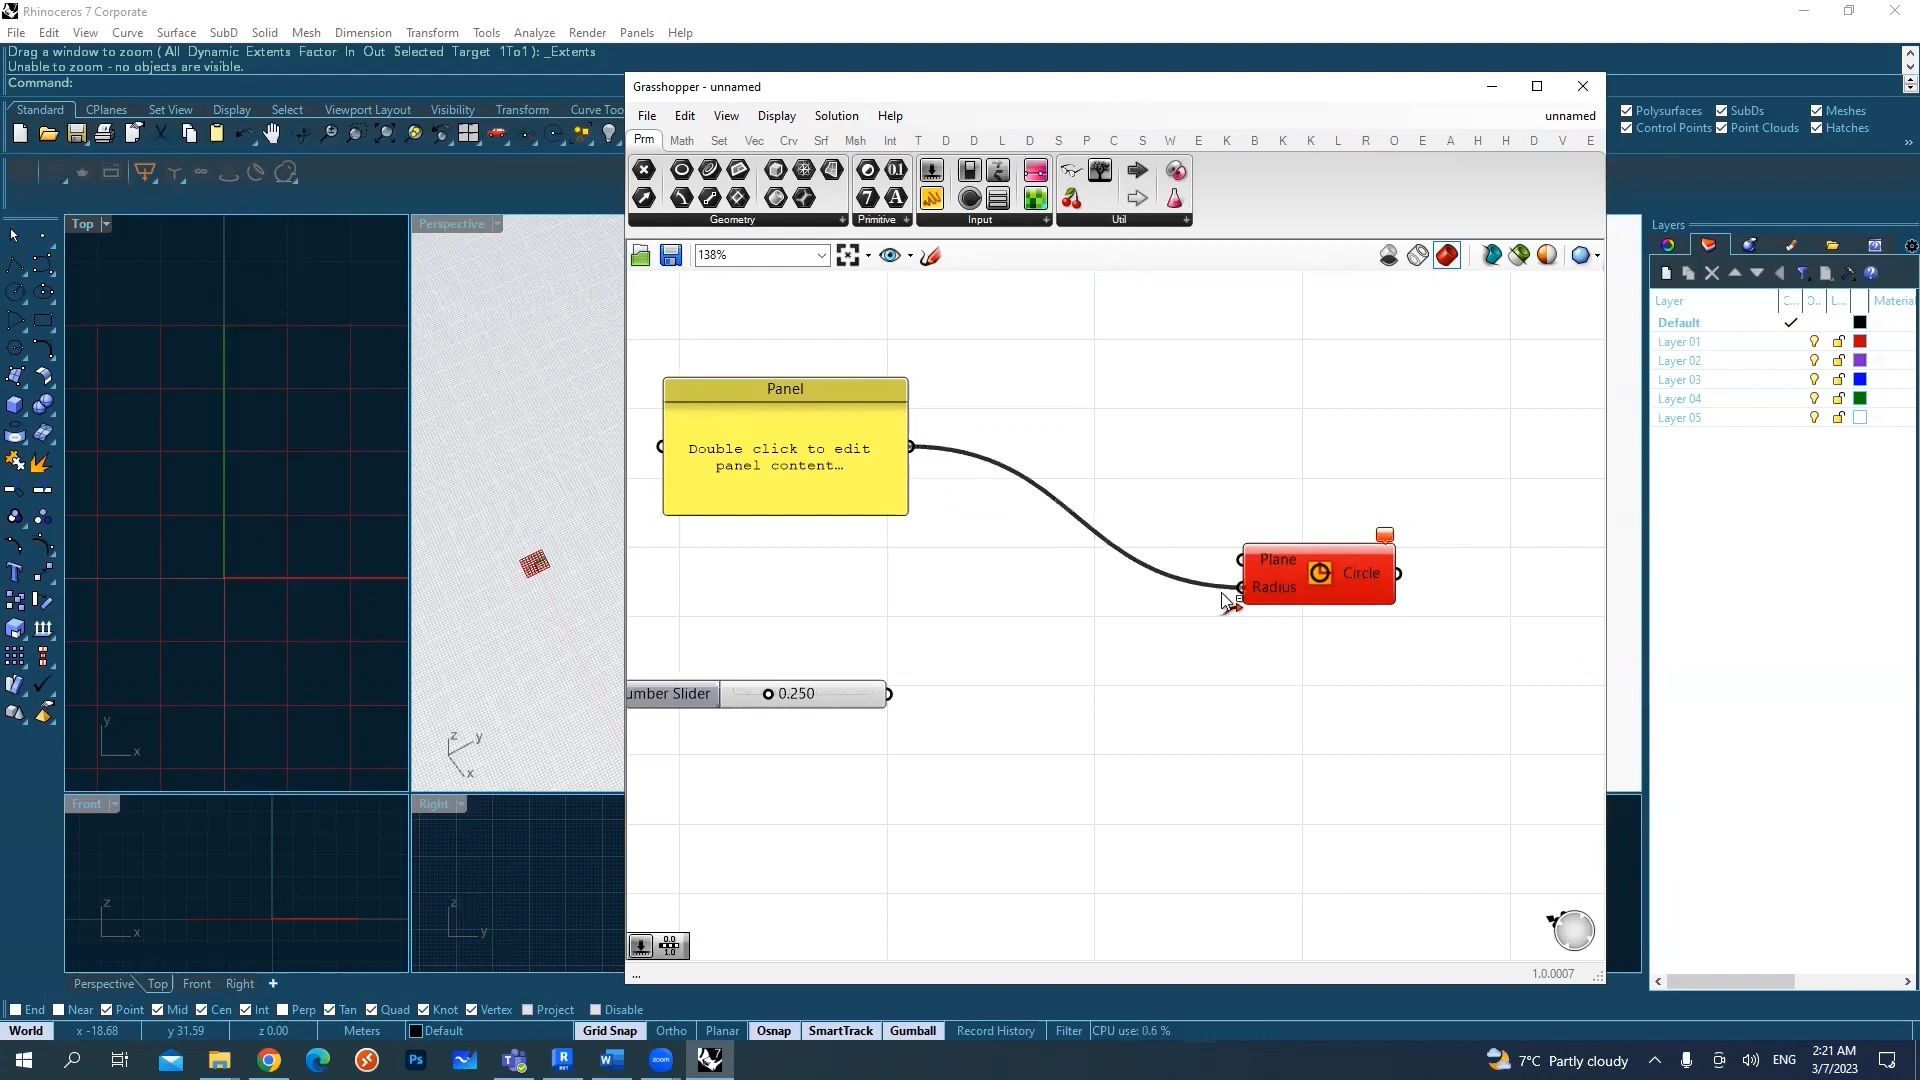 Rhinoceros 7 Corporate
File Edit View Curve Surface SubD Solid Mesh Dimension Transform Tools Analyze Render Panels Help
Drag a window to zoom ( All Dynamic Extents Factor In Out Selected Target 1To1 ): _Extents
Unable to zoom - no objects are visible.
Command:
Standard CPlanes Set View Display Select Viewport Layout Visibility Transform Curve Too
Polysurfaces SubDs Meshes
Control Points Point Clouds Hatches
Grasshopper - unnamed
File Edit View Display Solution Help unnamed
Prm Math Set Vec Crv Srf Msh Int T D D L D S P C S W E K B K K L R O E A H H D V E
Geometry Primitive Input Util
138%
Top
Perspective
Panel
Double click to edit
panel content...
Plane
Radius
Circle
umber Slider 0.250
Layers
Layer C... O.. L... Material
Default
Layer 01
Layer 02
Layer 03
Layer 04
Layer 05
y
x
z
y
x
Front
Right
z
x
z
y
0.0
1.0
... 1.0.0007
Perspective Top Front Right
End Near Point Mid Cen Int Perp Tan Quad Knot Vertex Project Disable
World x -18.68 y 31.59 z 0.00 Meters Default Grid Snap Ortho Planar Osnap SmartTrack Gumball Record History Filter CPU use: 0.6 %
Ps R RVT W zoom 7°C Partly cloudy ENG 2:21 AM
3/7/2023